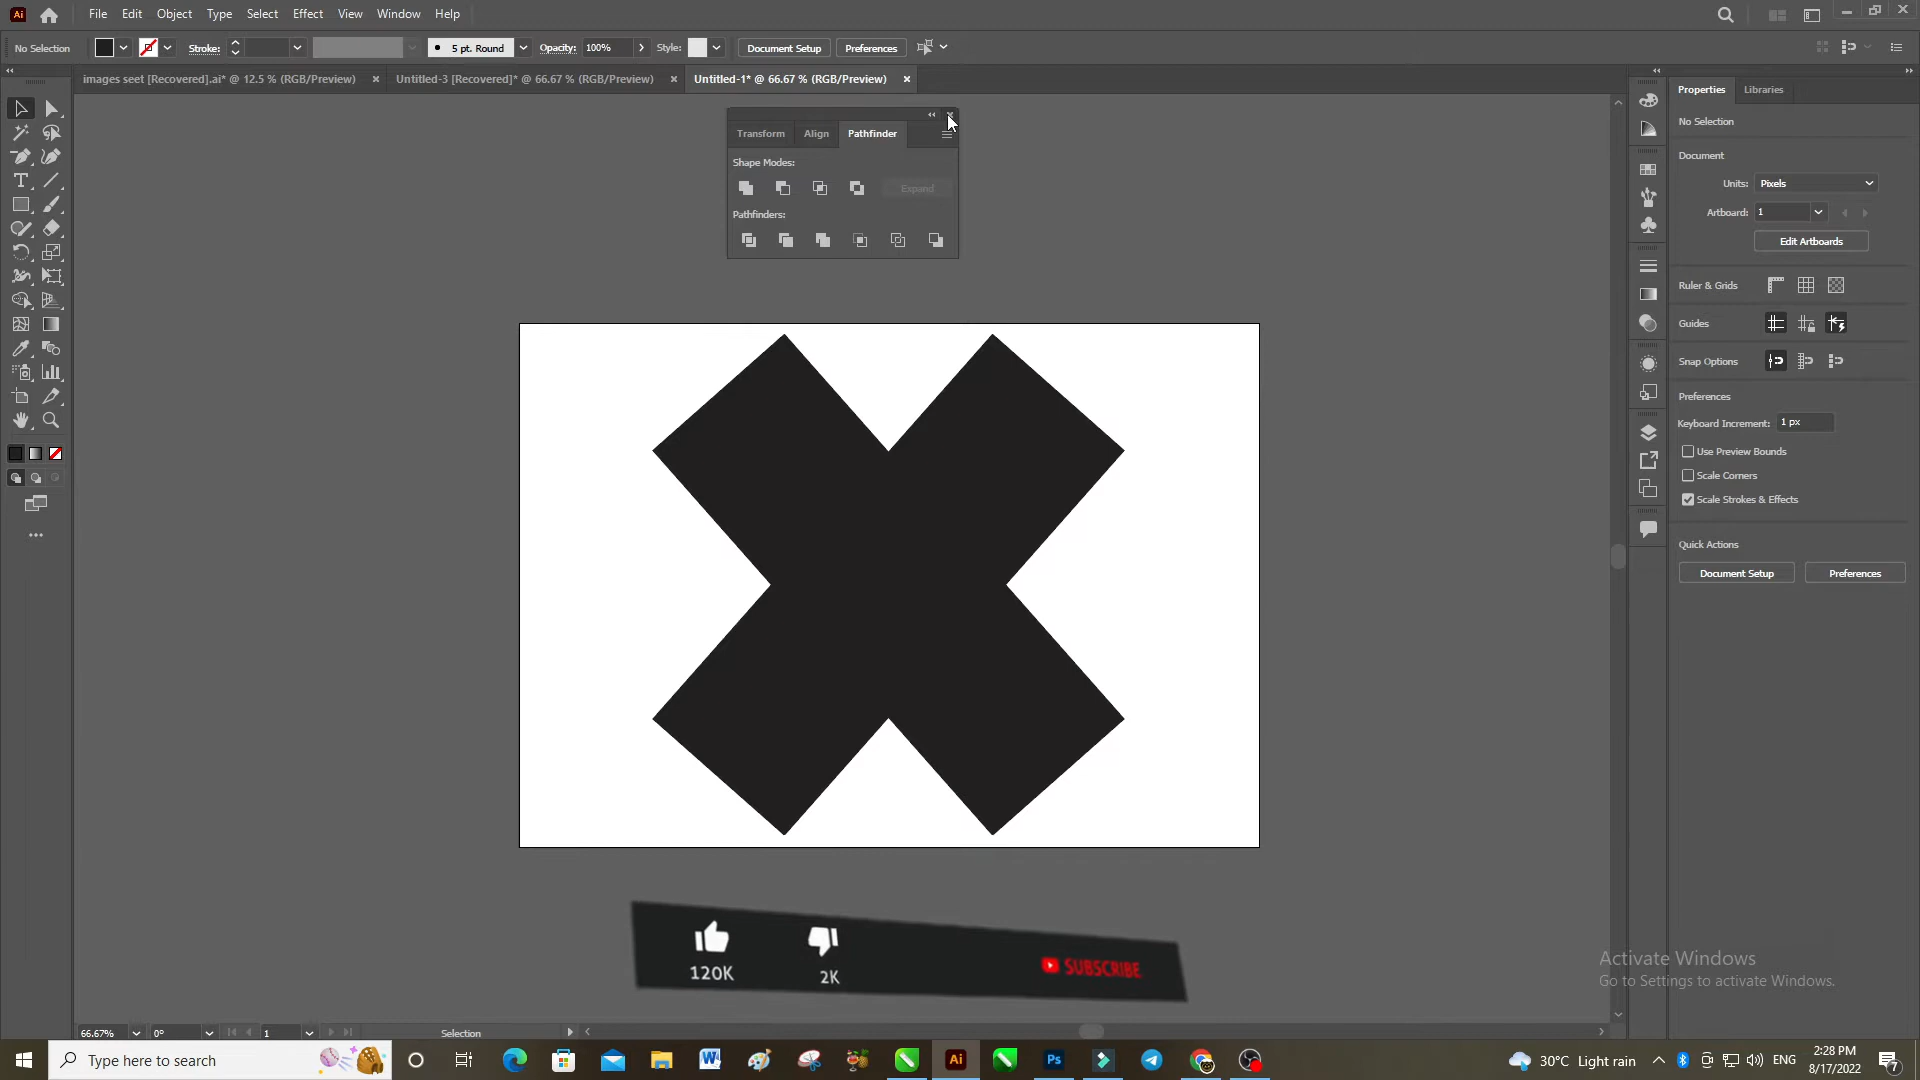 Ai File Edit Object Type Select Effect View Window Help
No Selection Stroke: 5 pt. Round Opacity: 100% Style: Document Setup Preferences
images seet [Recovered].ai* @ 12.5 % (RGB/Preview) Untitled-3 [Recovered]* @ 66.67 % (RGB/Preview) Untitled-1* @ 66.67 % (RGB/Preview)
Properties Libraries
No Selection
Transform Align Pathfinder
Document
Shape Modes:
Units: Pixels
Expand
Artboard: 1
Pathfinders:
Edit Artboards
Ruler & Grids
Guides
Snap Options
Preferences
Keyboard Increment: 1 px
Use Preview Bounds
Scale Corners
Scale Strokes & Effects
Quick Actions
Document Setup Preferences
120K 2K SUBSCRIBE
Activate Windows
Go to Settings to activate Windows.
66.67% 0° 1 Selection
Type here to search
Ai Ps 30°C Light rain ENG 2:28 PM
8/17/2022
7